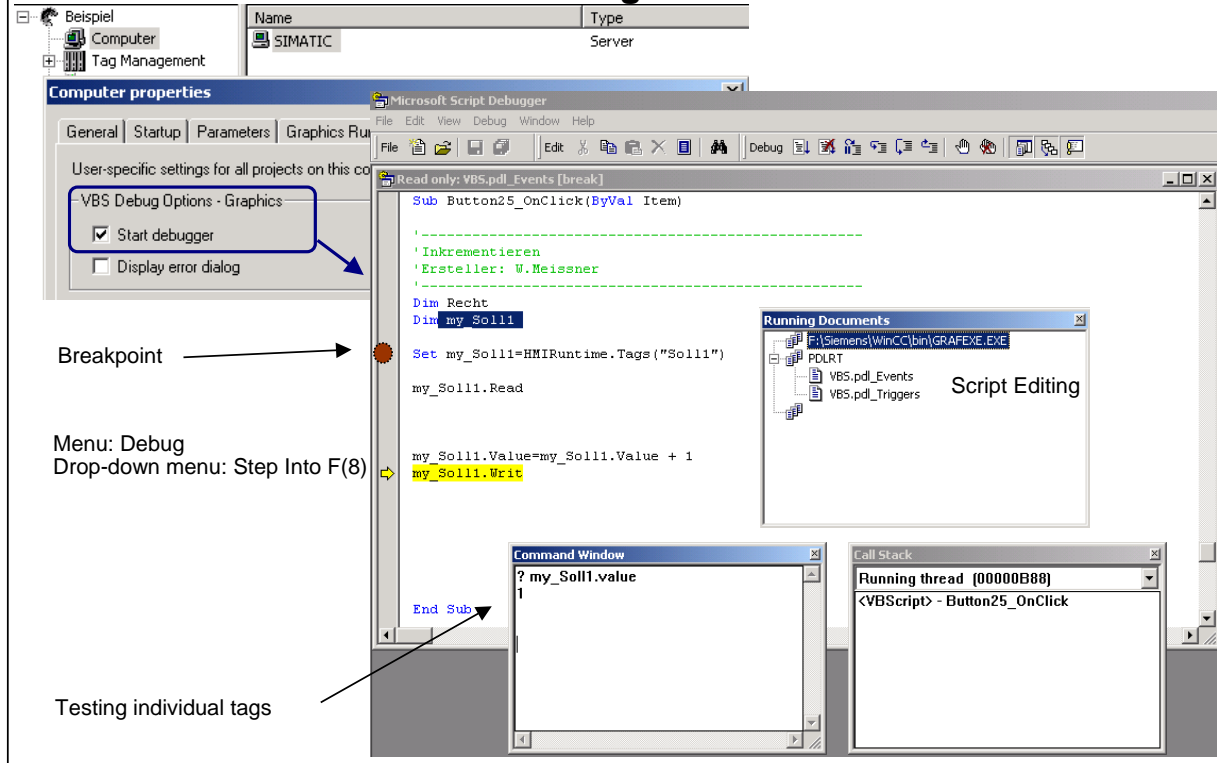 Beispiel
Computer
Tag Management
Name
Type
SIMATIC
Server
Computer properties
General
Startup
Parameters
Graphics Ru
User-specific settings for all projects on this co
VBS Debug Options - Graphics
Start debugger
Display error dialog
Microsoft Script Debugger
File Edit View Debug Window Help
File
Edit
Debug
Read only: VBS.pdl_Events [break]
Sub Button25_OnClick(ByVal Item)
'--------------------------------------------------
'Inkrementieren
'Ersteller: W.Meissner
'--------------------------------------------------
Dim Recht
Dim my_Soll1
Set my_Soll1=HMIRuntime.Tags("Soll1")
my_Soll1.Read
my_Soll1.Value=my_Soll1.Value + 1
my_Soll1.Writ
End Sub
Breakpoint
Menu: Debug
Drop-down menu: Step Into F(8)
Running Documents
F:\Siemens\WinCC\bin\GRAFEXE.EXE
PDLRT
VBS.pdl_Events
VBS.pdl_Triggers
Script Editing
Command Window
? my_Soll1.value
1
Call Stack
Running thread (00000B88)
<VBScript> - Button25_OnClick
Testing individual tags